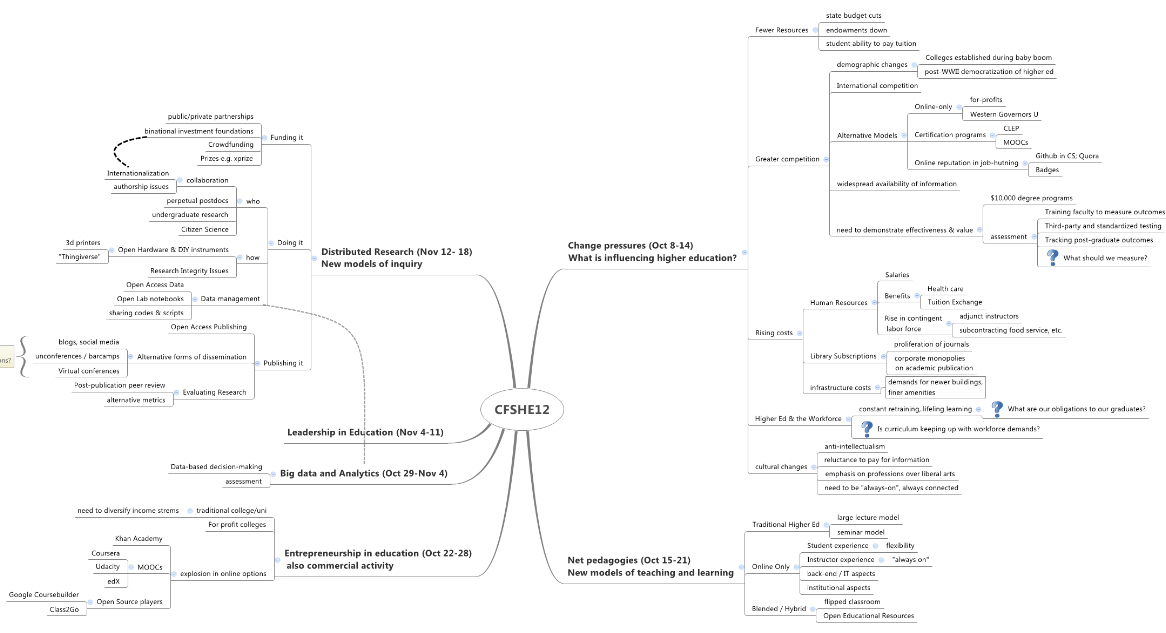 CFSHE12
Change pressures (Oct 8-14)
What is influencing higher education?
Fewer Resources
state budget cuts
endowments down
student ability to pay tuition
Greater competition
demographic changes
Colleges established during baby boom
post-WWII democratization of higher ed
International competition
Alternative Models
Online-only
for-profits
Western Governors U
Certification programs
CLEP
MOOCs
Online reputation in job-hutning
Github in CS; Quora
Badges
widespread availability of information
need to demonstrate effectiveness & value
$10,000 degree programs
assessment
Training faculty to measure outcomes
Third-party and standardized testing
Tracking post-graduate outcomes
What should we measure?
Rising costs
Human Resources
Salaries
Benefits
Health care
Tuition Exchange
Rise in contingent
labor force
adjunct instructors
subcontracting food service, etc.
Library Subscriptions
proliferation of journals
corporate monopolies
on academic publication
infrastructure costs
demands for newer buildings,
finer amenities
Higher Ed & the Workforce
constant retraining, lifeling learning
What are our obligations to our graduates?
Is curriculum keeping up with workforce demands?
cultural changes
anti-intellectualism
reluctance to pay for information
emphasis on professions over liberal arts
need to be "always-on", always connected
Net pedagogies (Oct 15-21)
New models of teaching and learning
Traditional Higher Ed
large lecture model
seminar model
Online Only
Student experience
flexibility
Instructor experience
"always on"
back-end / IT aspects
institutional aspects
Blended / Hybrid
flipped classroom
Open Educational Resources
Distributed Research (Nov 12- 18)
New models of inquiry
Funding it
public/private partnerships
binational investment foundations
Crowdfunding
Prizes e.g. xprize
Doing it
who
collaboration
Internationalization
authorship issues
perpetual postdocs
undergraduate research
Citizen Science
how
Open Hardware & DIY instruments
3d printers
"Thingiverse"
Research Integrity Issues
Data management
Open Access Data
Open Lab notebooks
sharing codes & scripts
Publishing it
Open Access Publishing
Alternative forms of dissemination
blogs, social media
unconferences / barcamps
Virtual conferences
ons?
Evaluating Research
Post-publication peer review
alternative metrics
Leadership in Education (Nov 4-11)
Big data and Analytics (Oct 29-Nov 4)
Data-based decision-making
assessment
Entrepreneurship in education (Oct 22-28)
also commercial activity
traditional college/uni
need to diversify income strems
For profit colleges
explosion in online options
Khan Academy
MOOCs
Coursera
Udacity
edX
Open Source players
Google Coursebuilder
Class2Go